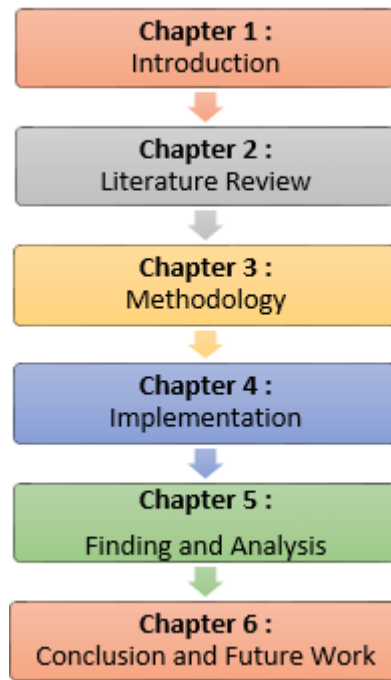 Chapter 1 :
Introduction
Chapter 2 :
Literature Review
Chapter 3 :
Methodology
Chapter 4 :
Implementation
Chapter 5 :
Finding and Analysis
Chapter 6 :
Conclusion and Future Work